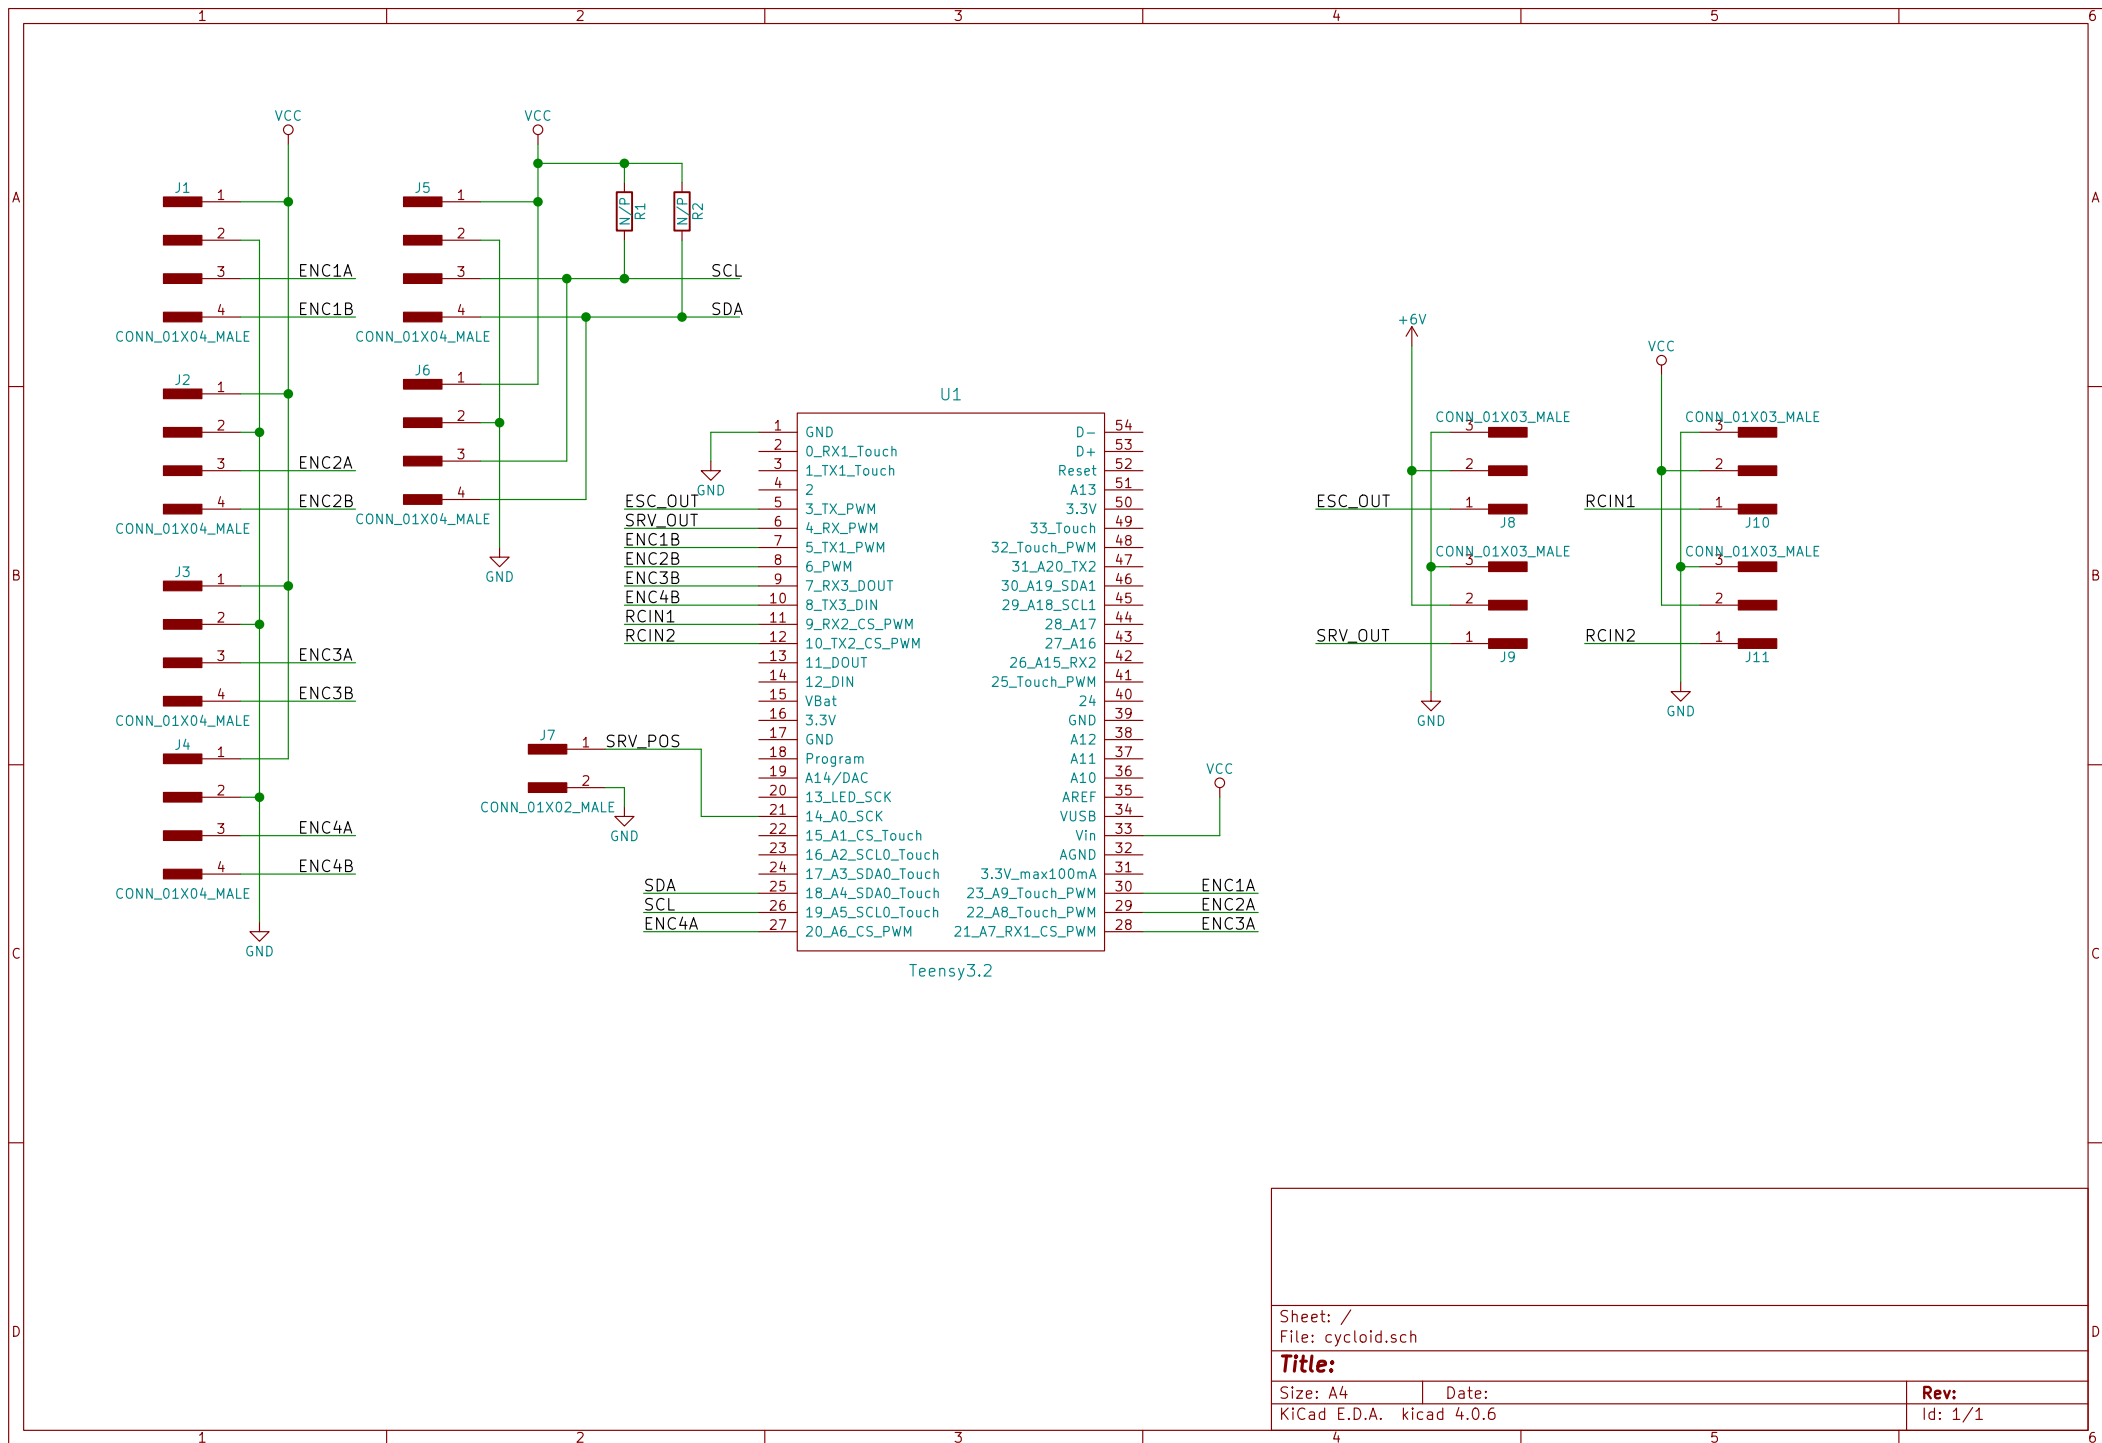 1 2 3 4 5 6
A A
B B
C C
D D
VCC
J1
1
2
3 ENC1A
4 ENC1B
CONN_01X04_MALE
J2
1
2
3 ENC2A
4 ENC2B
CONN_01X04_MALE
J3
1
2
3 ENC3A
4 ENC3B
CONN_01X04_MALE
J4
1
2
3 ENC4A
4 ENC4B
CONN_01X04_MALE
GND
VCC
J5
1
2
3 SCL
4 SDA
CONN_01X04_MALE
N/P R1
N/P R2
J6
1
2
3
4
CONN_01X04_MALE
GND
J7
1 SRV_POS
2
CONN_01X02_MALE
GND
U1
GND
1 GND
2 0_RX1_Touch
3 1_TX1_Touch
4 2
ESC_OUT 5 3_TX_PWM
SRV_OUT 6 4_RX_PWM
ENC1B 7 5_TX1_PWM
ENC2B 8 6_PWM
ENC3B 9 7_RX3_DOUT
ENC4B 10 8_TX3_DIN
RCIN1 11 9_RX2_CS_PWM
RCIN2 12 10_TX2_CS_PWM
13 11_DOUT
14 12_DIN
15 VBat
16 3.3V
17 GND
18 Program
19 A14/DAC
20 13_LED_SCK
21 14_A0_SCK
22 15_A1_CS_Touch
23 16_A2_SCL0_Touch
24 17_A3_SDA0_Touch
SDA 25 18_A4_SDA0_Touch
SCL 26 19_A5_SCL0_Touch
ENC4A 27 20_A6_CS_PWM
D- 54
D+ 53
Reset 52
A13 51
3.3V 50
33_Touch 49
32_Touch_PWM 48
31_A20_TX2 47
30_A19_SDA1 46
29_A18_SCL1 45
28_A17 44
27_A16 43
26_A15_RX2 42
25_Touch_PWM 41
24 40
GND 39
A12 38
A11 37
A10 36
AREF 35
VUSB 34
Vin 33
AGND 32
3.3V_max100mA 31
23_A9_Touch_PWM 30 ENC1A
22_A8_Touch_PWM 29 ENC2A
21_A7_RX1_CS_PWM 28 ENC3A
VCC
Teensy3.2
+6V
CONN_01X03_MALE
3
2
ESC_OUT 1
J8
CONN_01X03_MALE
3
2
SRV_OUT 1
J9
GND
VCC
CONN_01X03_MALE
3
2
RCIN1 1
J10
CONN_01X03_MALE
3
2
RCIN2 1
J11
GND
Sheet: /
File: cycloid.sch
Title:
Size: A4 Date: Rev:
KiCad E.D.A. kicad 4.0.6 Id: 1/1
1 2 3 4 5 6